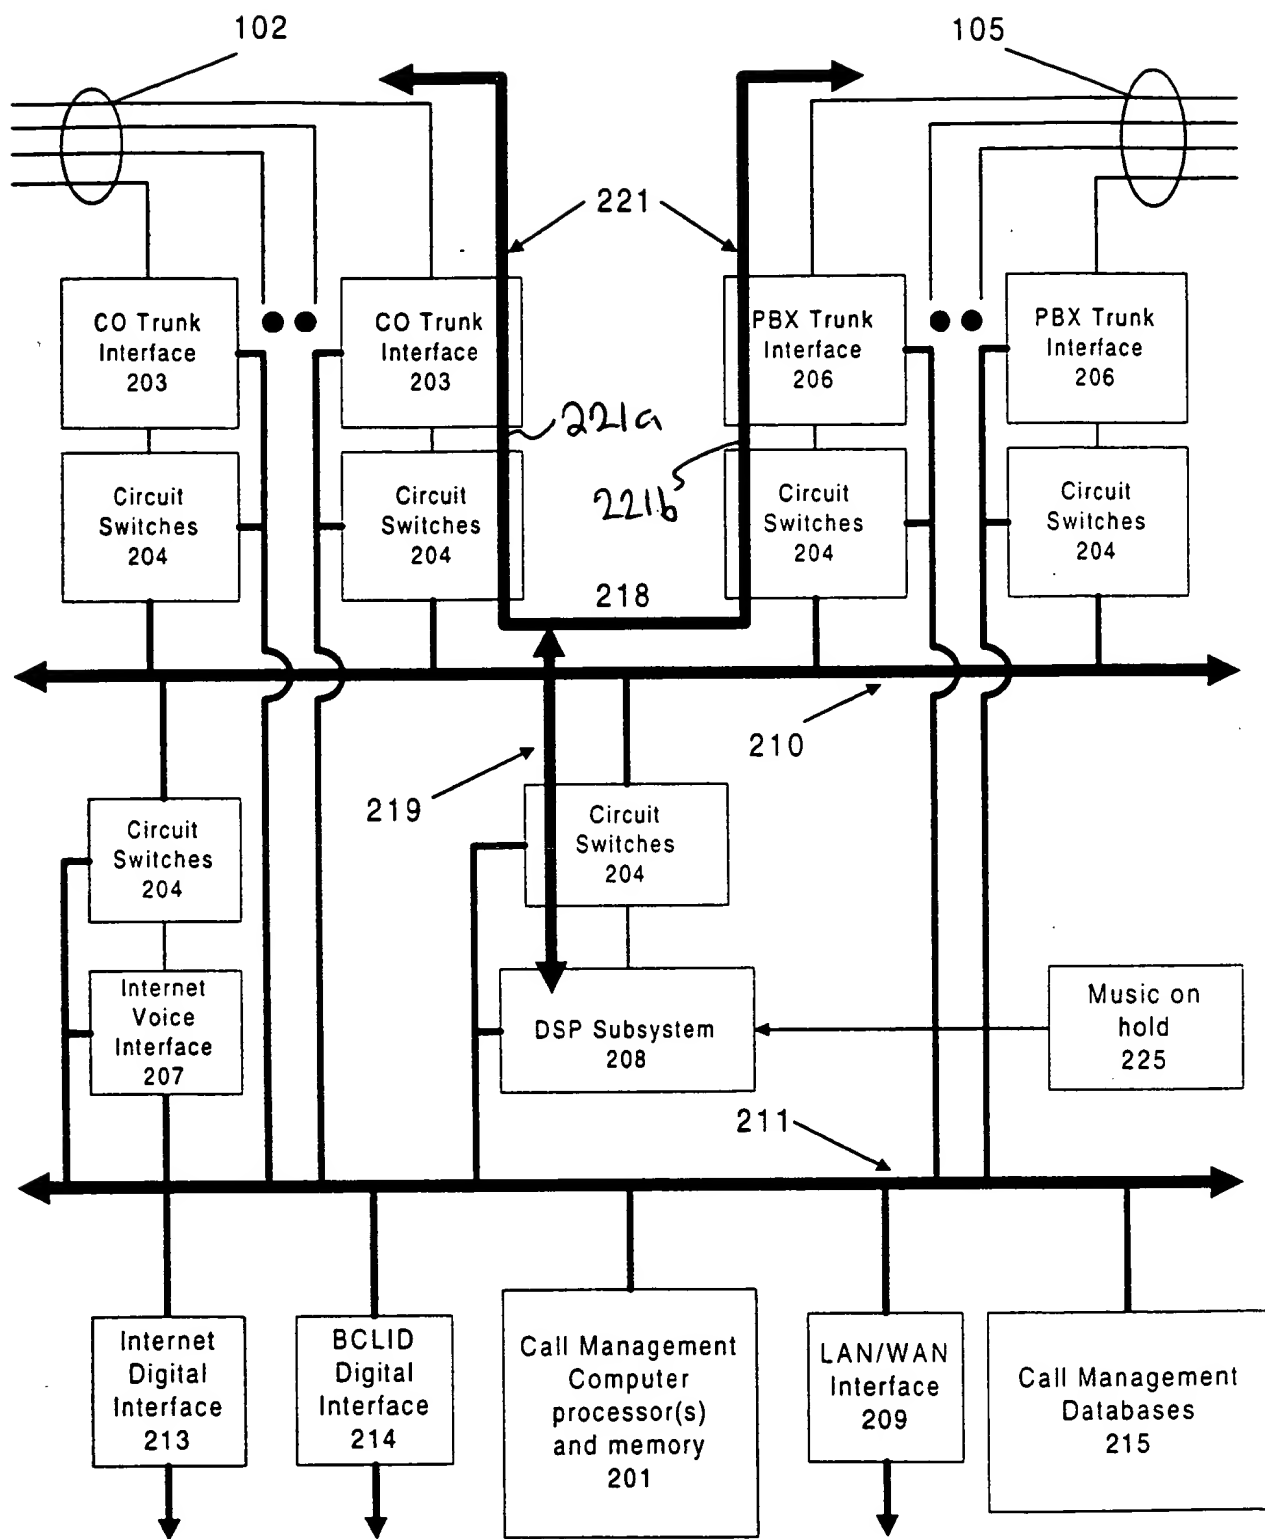 102
105
221
CO Trunk
Interface
203
CO Trunk
Interface
203
PBX Trunk
Interface
206
PBX Trunk
Interface
206
221a
221b
Circuit
Switches
204
Circuit
Switches
204
Circuit
Switches
204
Circuit
Switches
204
218
210
219
Circuit
Switches
204
Circuit
Switches
204
Internet
Voice
Interface
207
DSP Subsystem
208
Music on
hold
225
211
Internet
Digital
Interface
213
BCLID
Digital
Interface
214
Call Management
Computer
processor(s)
and memory
201
LAN/WAN
Interface
209
Call Management
Databases
215